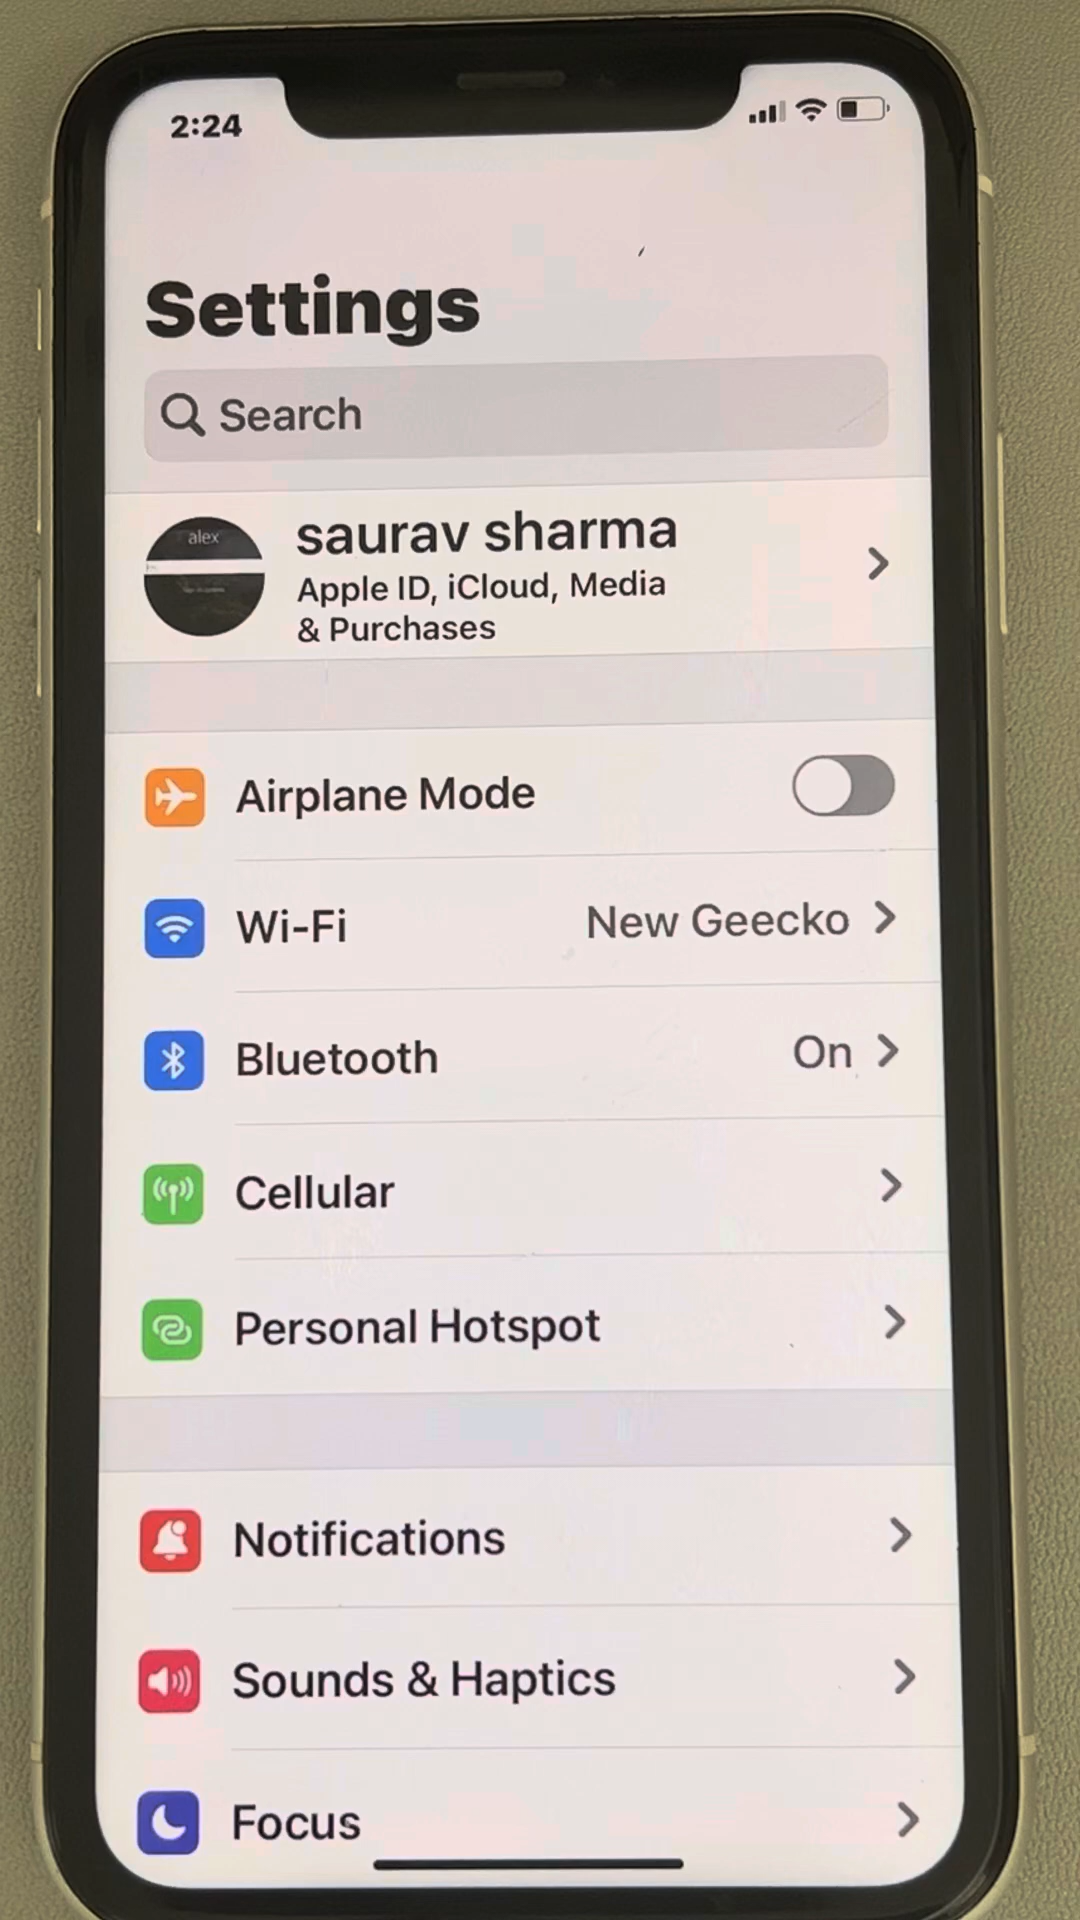 2:24
Settings
Search
alex
saurav sharma
Apple ID, iCloud, Media
& Purchases
Airplane Mode
Wi-Fi New Geecko
Bluetooth On
Cellular
Personal Hotspot
Notifications
Sounds & Haptics
Focus